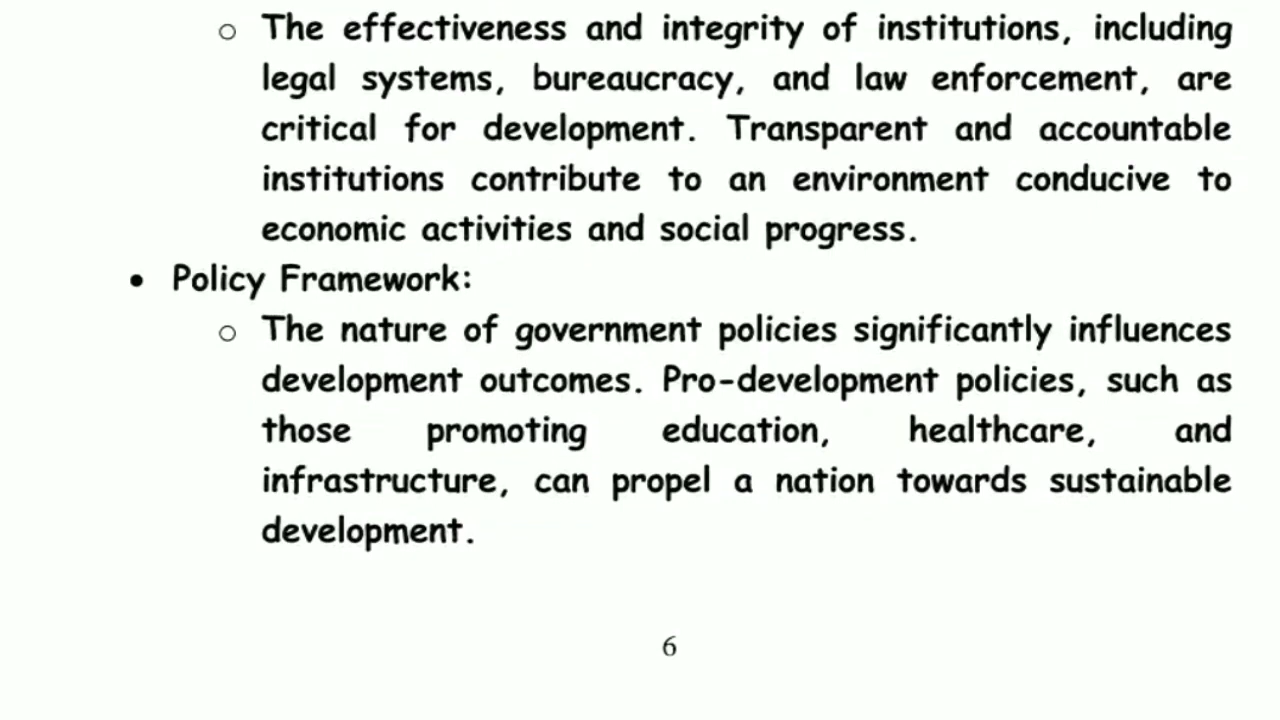 ○ The effectiveness and integrity of institutions, including
legal systems, bureaucracy, and law enforcement, are
critical for development. Transparent and accountable
institutions contribute to an environment conducive to
economic activities and social progress.
• Policy Framework:
○ The nature of government policies significantly influences
development outcomes. Pro-development policies, such as
those promoting education, healthcare, and
infrastructure, can propel a nation towards sustainable
development.
6